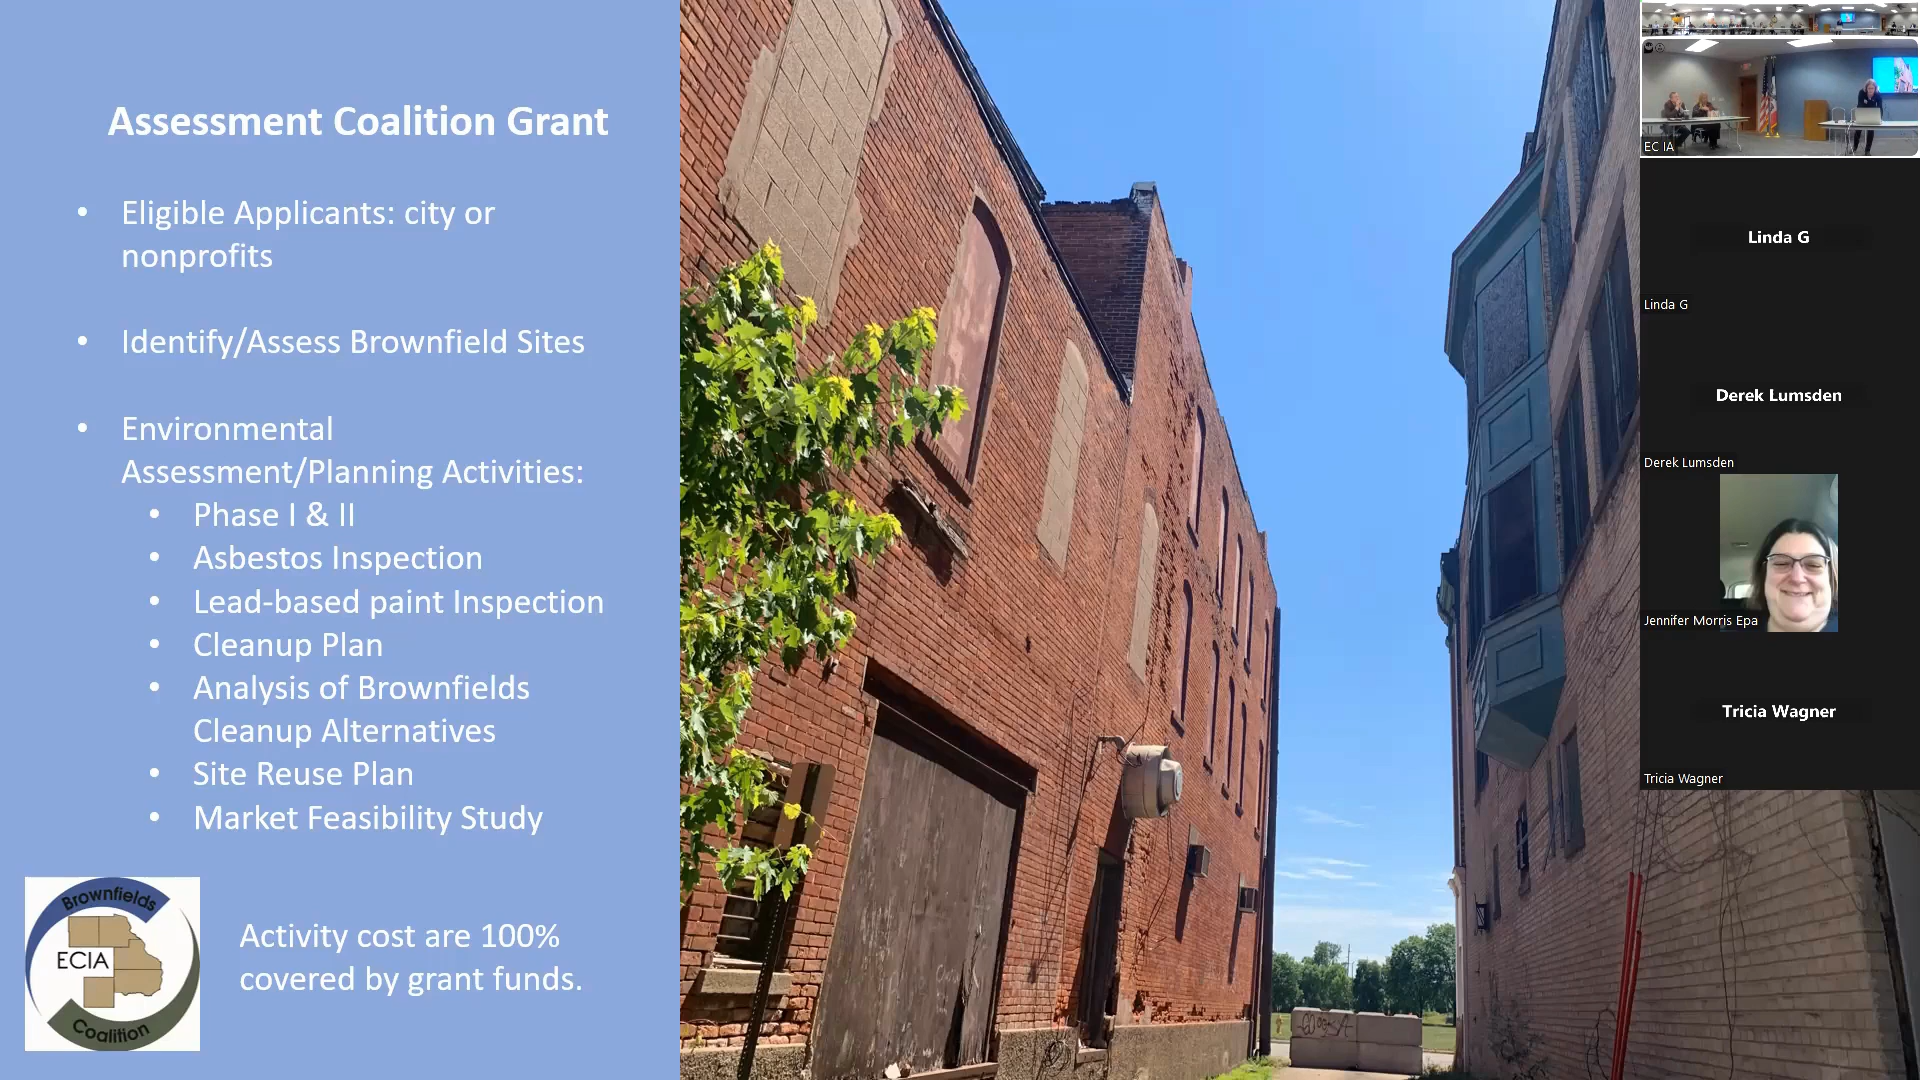 Assessment Coalition Grant
• Eligible Applicants: city or
nonprofits
• Identify/Assess Brownfield Sites
• Environmental
Assessment/Planning Activities:
• Phase I & II
• Asbestos Inspection
• Lead-based paint Inspection
• Cleanup Plan
• Analysis of Brownfields
Cleanup Alternatives
• Site Reuse Plan
• Market Feasibility Study
Brownfields
ECIA
Coalition
Activity cost are 100%
covered by grant funds.
EC IA
Linda G
Linda G
Derek Lumsden
Derek Lumsden
Jennifer Morris Epa
Tricia Wagner
Tricia Wagner